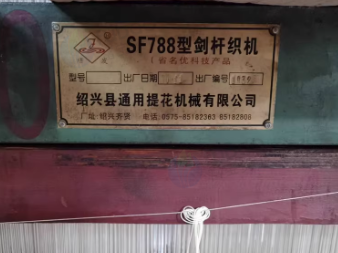 SF788型剑杆织机
(省名优科技产品
型号 出厂日期 出厂编号
绍兴县通用提花机械有限公司
厂址:绍兴齐贤 电话:0575-85182363 85182808